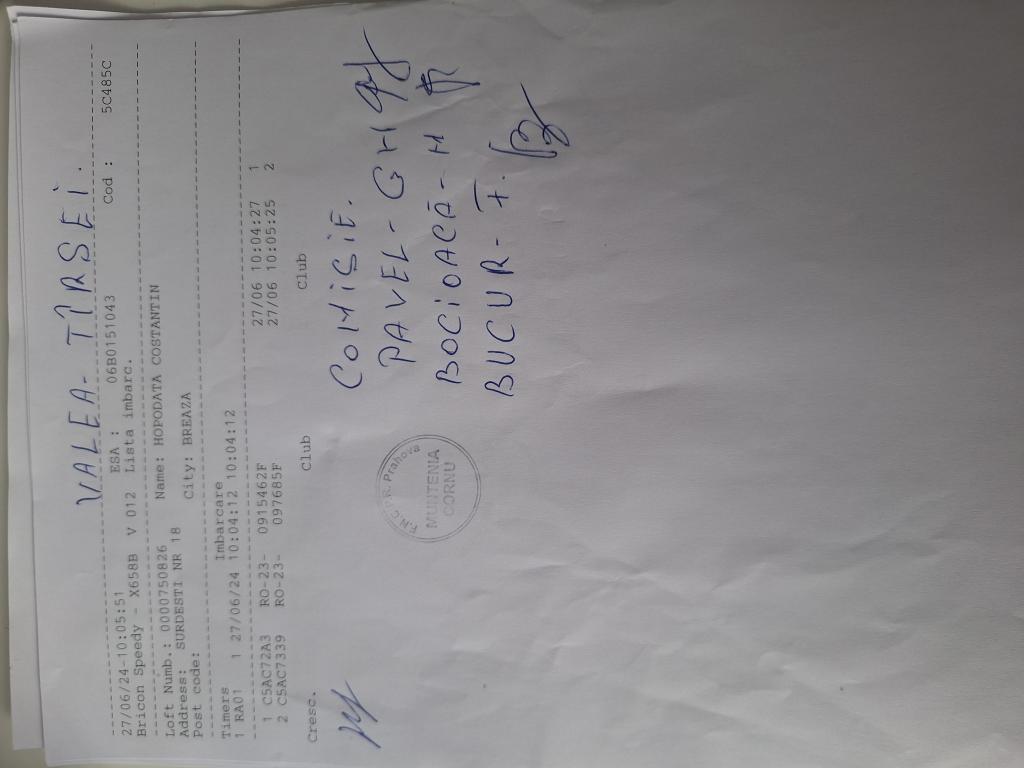 VALEA - TÎRSEI.
27/06/24-10:05:51 ESA : 06B0151043 Cod : 5C485C
Bricon Speedy - X658B V 012 Lista imbarc.
Loft Numb.: 0000750826 Name: HOPODATA COSTANTIN
Address: SURDESTI NR 18
Post code: City: BREAZA
Timers Imbarcare
1 RA01 1 27/06/24 10:04:12 10:04:12
1 C5AC72A3 RO-23- 0915462F 27/06 10:04:27 1
2 C5AC7339 RO-23- 097685F 27/06 10:05:25 2
Cresc. Club Club
COMISIE.
PAVEL - GH
BOCIOACĂ - M
BUCUR - F.
F.N.C.P.R. Prahova
MUNTENIA
CORNU